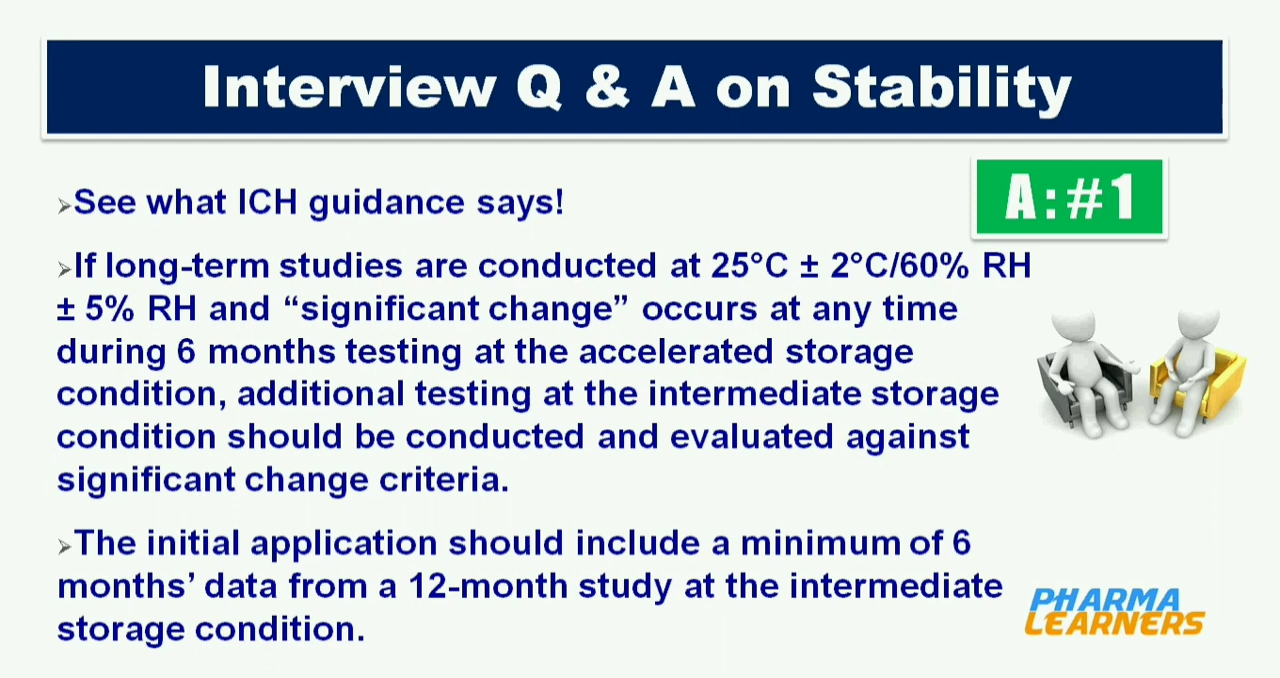 Interview Q & A on Stability
A:#1
➢See what ICH guidance says!
➢If long-term studies are conducted at 25°C ± 2°C/60% RH
± 5% RH and “significant change” occurs at any time
during 6 months testing at the accelerated storage
condition, additional testing at the intermediate storage
condition should be conducted and evaluated against
significant change criteria.
➢The initial application should include a minimum of 6
months’ data from a 12-month study at the intermediate
storage condition.
PHARMA
LEARNERS